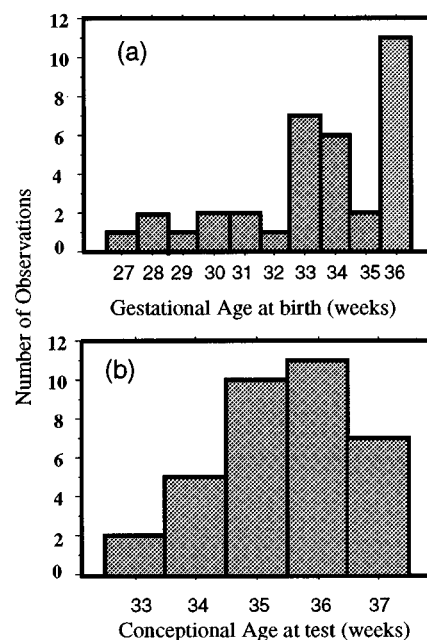 12
(a)
10
8
6
4
2
0
27 28 29 30 31 32 33 34 35 36
Gestational Age at birth (weeks)
Number of Observations
12
(b)
10
8
6
4
2
0
33 34 35 36 37
Conceptional Age at test (weeks)